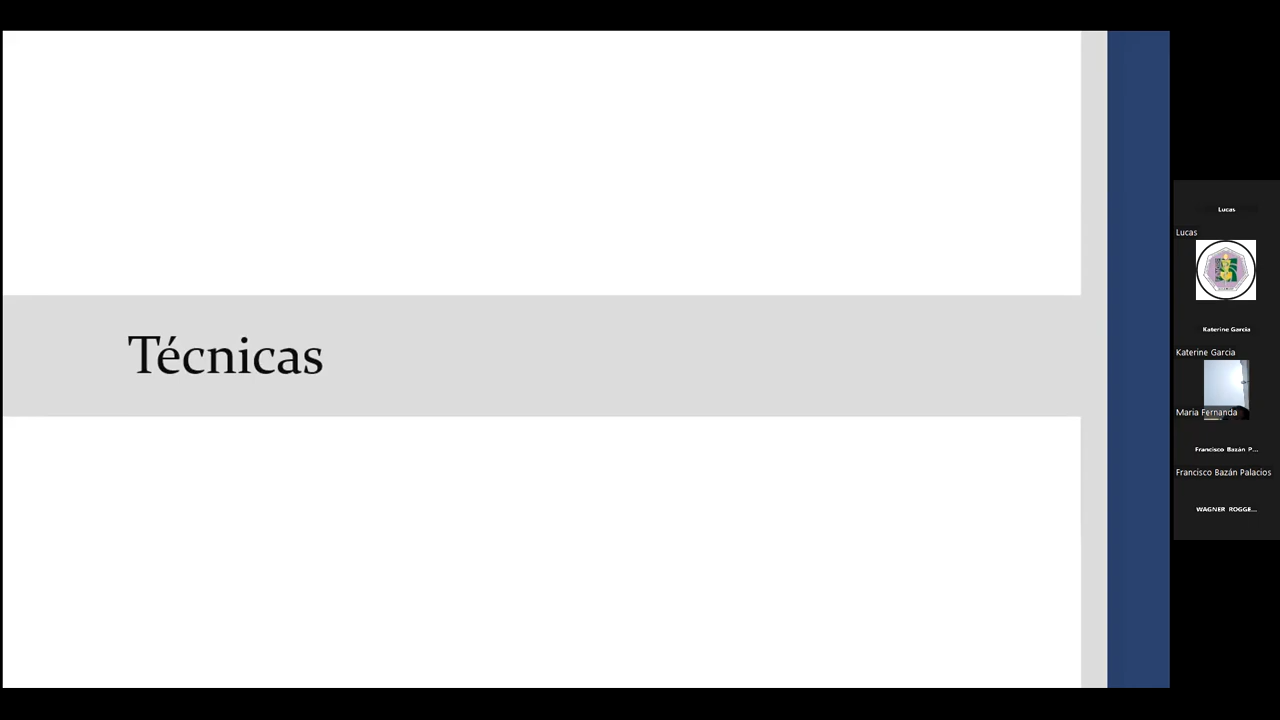 Técnicas
Lucas
Lucas
Katerine Garcia
Katerine Garcia
Maria Fernanda
Francisco Bazán P...
Francisco Bazán Palacios
WAGNER ROGGE...